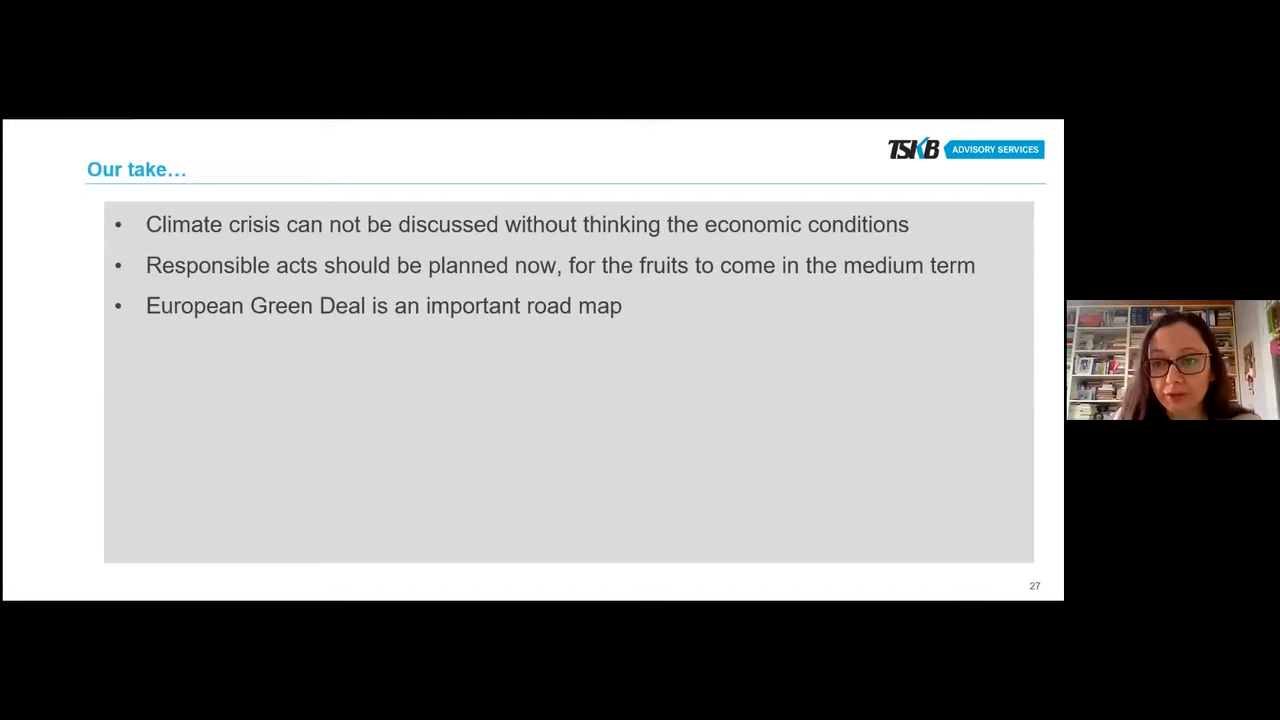 TSKB ADVISORY SERVICES
Our take…
• Climate crisis can not be discussed without thinking the economic conditions
• Responsible acts should be planned now, for the fruits to come in the medium term
• European Green Deal is an important road map
27